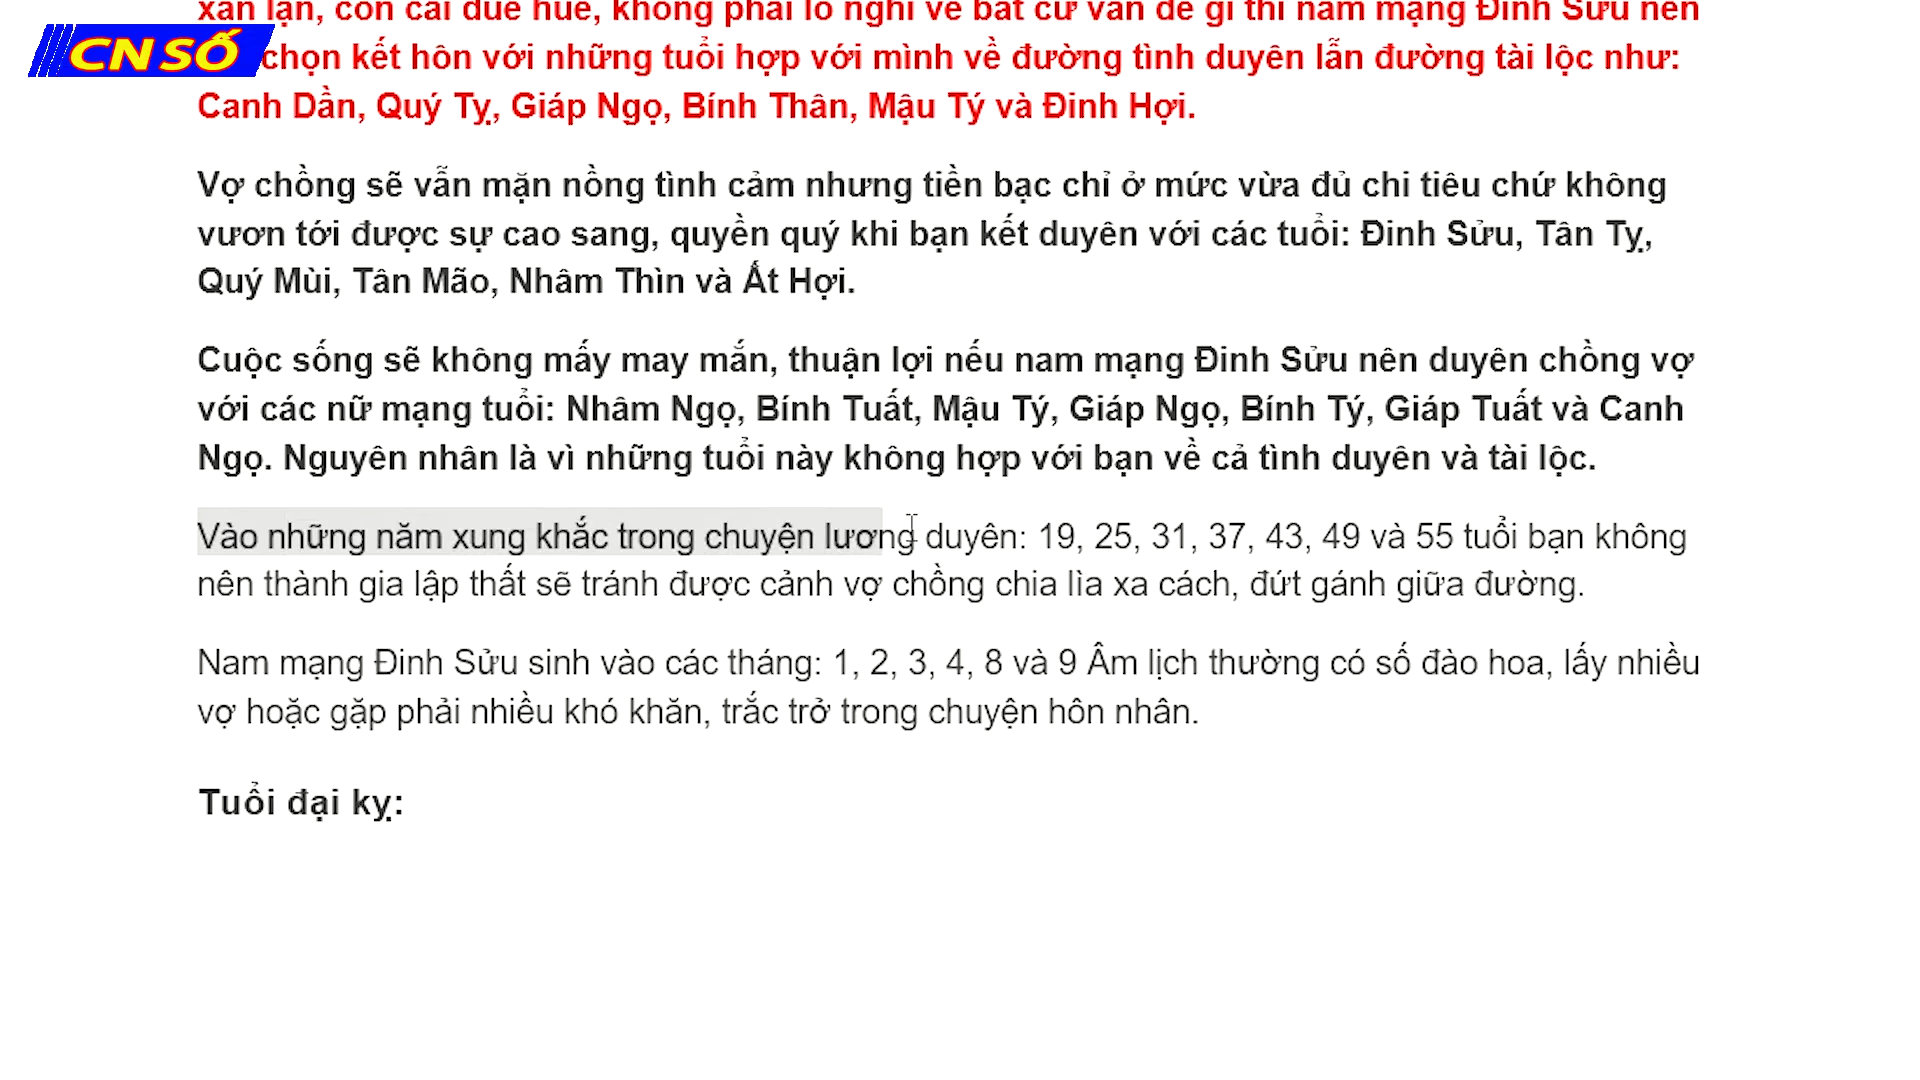 xán lạn, con cái đuề huề, không phải lo nghĩ về bất cứ vấn đề gì thì nam mạng Đinh Sửu nên
CN SỐ
chọn kết hôn với những tuổi hợp với mình về đường tình duyên lẫn đường tài lộc như:
Canh Dần, Quý Tỵ, Giáp Ngọ, Bính Thân, Mậu Tý và Đinh Hợi.
Vợ chồng sẽ vẫn mặn nồng tình cảm nhưng tiền bạc chỉ ở mức vừa đủ chi tiêu chứ không
vươn tới được sự cao sang, quyền quý khi bạn kết duyên với các tuổi: Đinh Sửu, Tân Tỵ,
Quý Mùi, Tân Mão, Nhâm Thìn và Ất Hợi.
Cuộc sống sẽ không mấy may mắn, thuận lợi nếu nam mạng Đinh Sửu nên duyên chồng vợ
với các nữ mạng tuổi: Nhâm Ngọ, Bính Tuất, Mậu Tý, Giáp Ngọ, Bính Tý, Giáp Tuất và Canh
Ngọ. Nguyên nhân là vì những tuổi này không hợp với bạn về cả tình duyên và tài lộc.
Vào những năm xung khắc trong chuyện lương duyên: 19, 25, 31, 37, 43, 49 và 55 tuổi bạn không
nên thành gia lập thất sẽ tránh được cảnh vợ chồng chia lìa xa cách, đứt gánh giữa đường.
Nam mạng Đinh Sửu sinh vào các tháng: 1, 2, 3, 4, 8 và 9 Âm lịch thường có số đào hoa, lấy nhiều
vợ hoặc gặp phải nhiều khó khăn, trắc trở trong chuyện hôn nhân.
Tuổi đại kỵ: